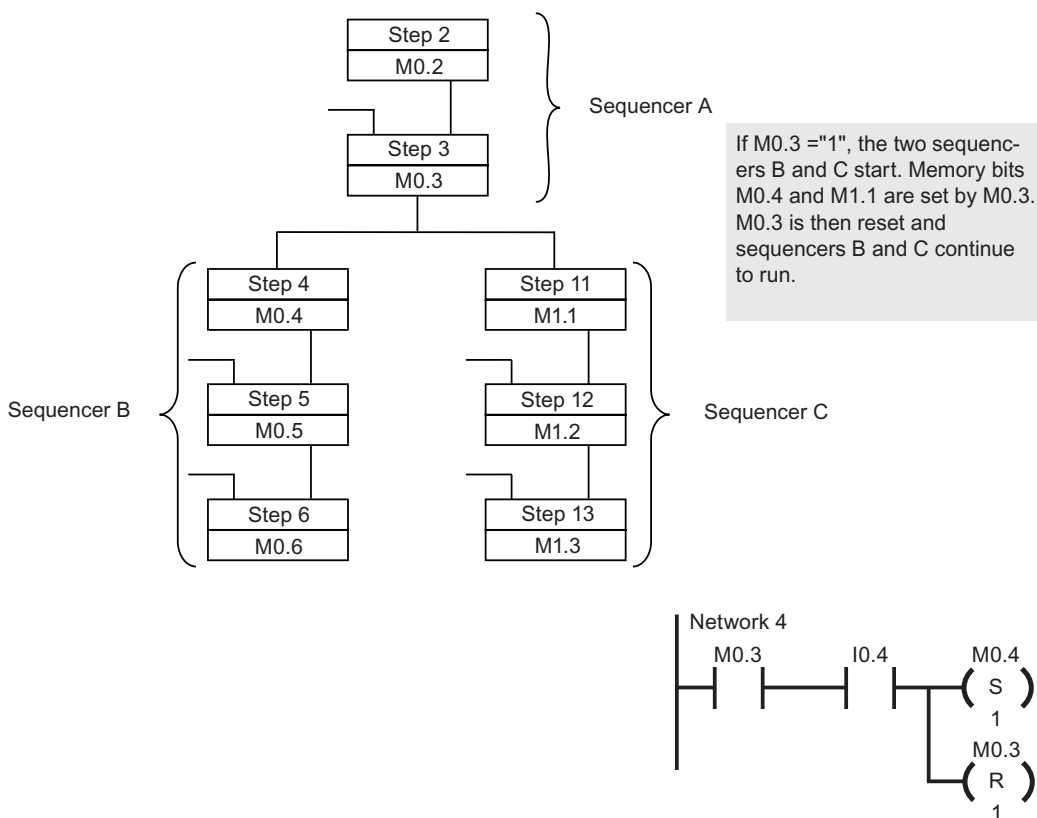 Step 2
M0.2
Sequencer A
Step 3
M0.3
If M0.3 ="1", the two sequenc-
ers B and C start. Memory bits
M0.4 and M1.1 are set by M0.3.
M0.3 is then reset and
sequencers B and C continue
to run.
Step 4
M0.4
Step 11
M1.1
Sequencer B
Step 5
M0.5
Step 12
M1.2
Sequencer C
Step 6
M0.6
Step 13
M1.3
Network 4
M0.3 I0.4 M0.4
S
1
M0.3
R
1